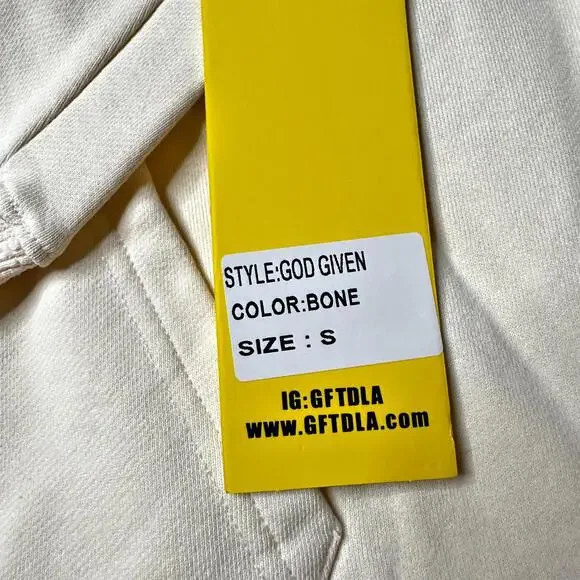 STYLE:GOD GIVEN
COLOR:BONE
SIZE : S
IG:GFTDLA
www.GFTDLA.com